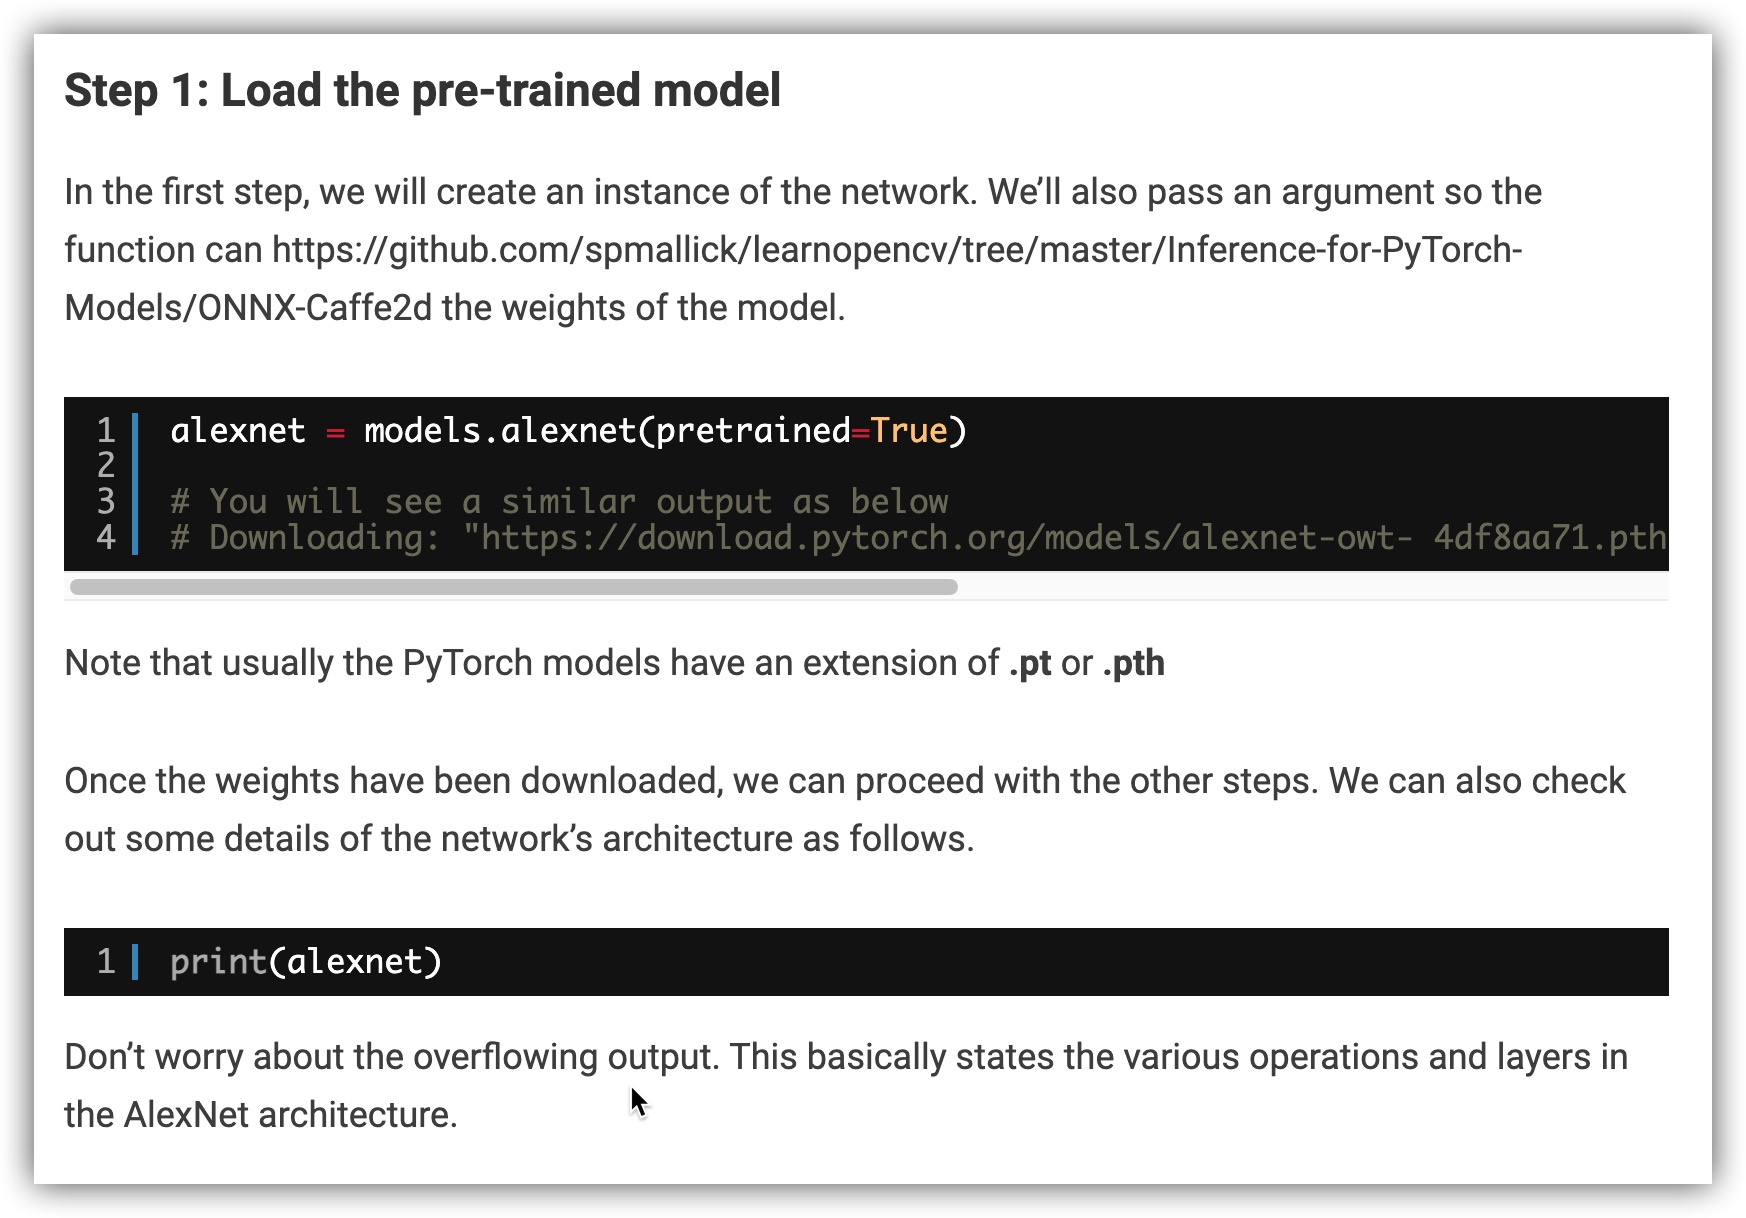 Step 1: Load the pre-trained model
In the first step, we will create an instance of the network. We’ll also pass an argument so the
function can https://github.com/spmallick/learnopencv/tree/master/Inference-for-PyTorch-
Models/ONNX-Caffe2d the weights of the model.
1 alexnet = models.alexnet(pretrained=True)
2
3 # You will see a similar output as below
4 # Downloading: "https://download.pytorch.org/models/alexnet-owt- 4df8aa71.pth
Note that usually the PyTorch models have an extension of .pt or .pth
Once the weights have been downloaded, we can proceed with the other steps. We can also check
out some details of the network’s architecture as follows.
1 print(alexnet)
Don’t worry about the overflowing output. This basically states the various operations and layers in
the AlexNet architecture.